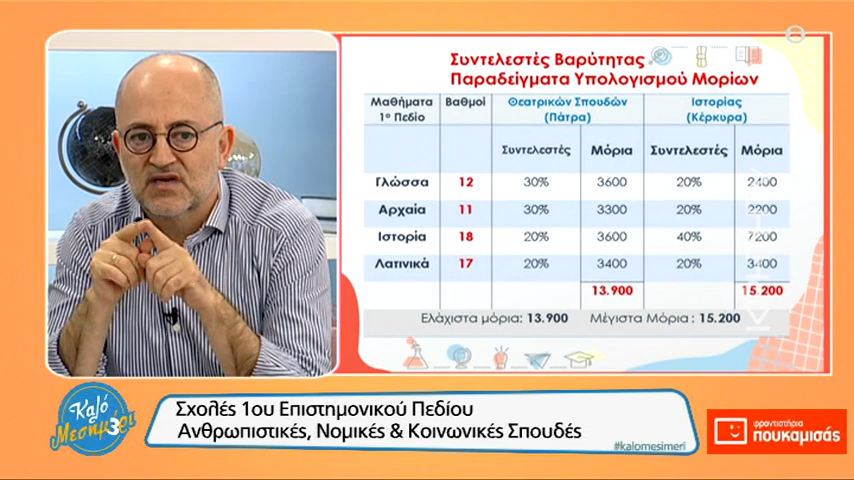 Συντελεστές Βαρύτητας
Παραδείγματα Υπολογισμού Μορίων
Μαθήματα 1ο Πεδίο Βαθμοί Θεατρικών Σπουδών (Πάτρα) Ιστορίας (Κέρκυρα)
Συντελεστές Μόρια Συντελεστές Μόρια
Γλώσσα 12 30% 3600 20% 2400
Αρχαία 11 30% 3300 20% 2200
Ιστορία 18 20% 3600 40% 7200
Λατινικά 17 20% 3400 20% 3400
13.900 15.200
Ελάχιστα μόρια: 13.900 Μέγιστα Μόρια : 15.200
Καλό
Μεσημέρι
3
Σχολές 1ου Επιστημονικού Πεδίου
Ανθρωπιστικές, Νομικές & Κοινωνικές Σπουδές
#kalomesimeri
φροντιστήρια
πουκαμισάς